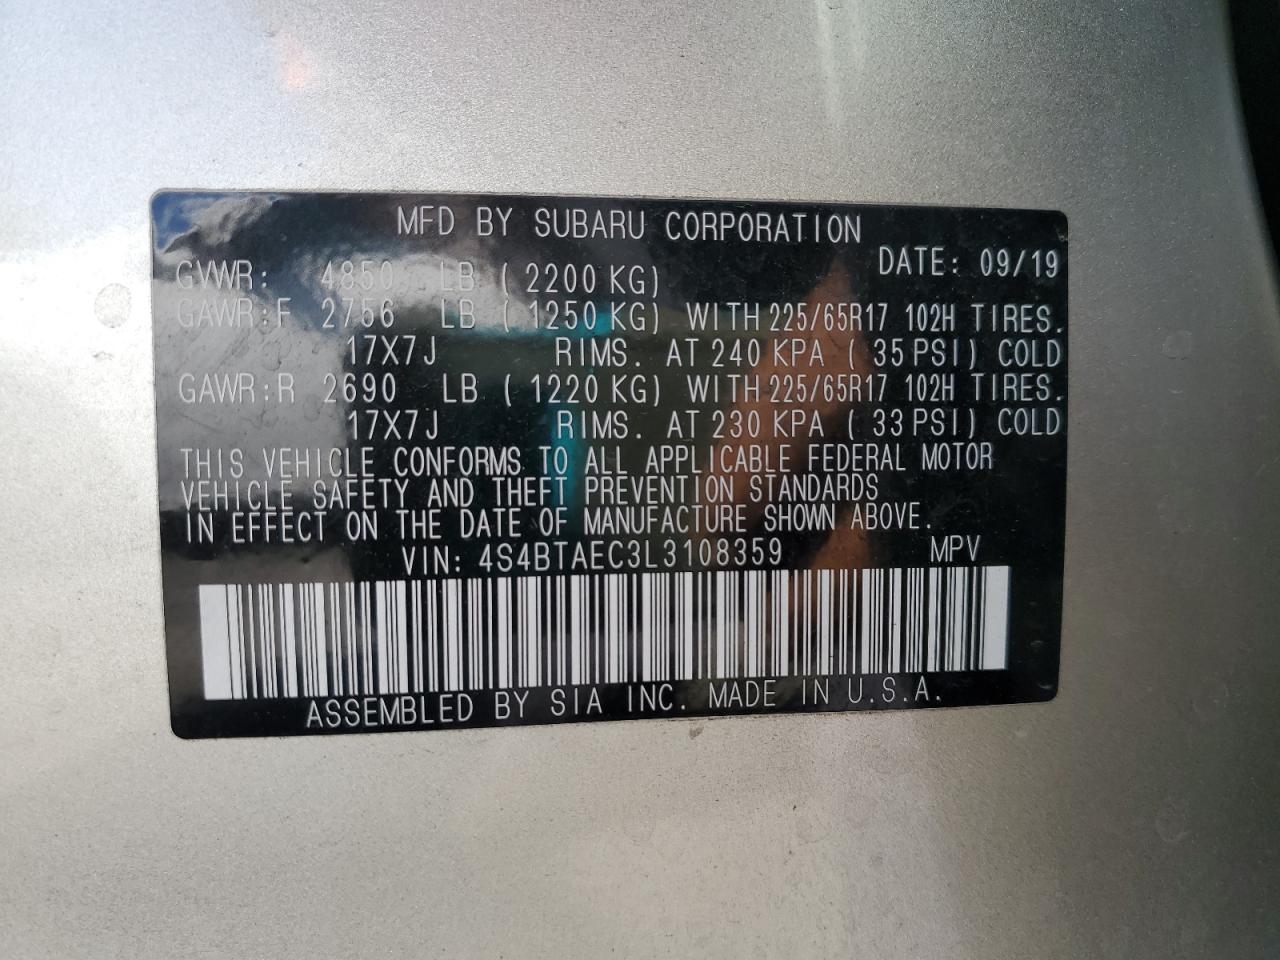 MFD BY SUBARU CORPORATION
DATE: 09/19
GVWR: 4850 LB ( 2200 KG)
GAWR:F 2756 LB ( 1250 KG) WITH 225/65R17 102H TIRES.
17X7J RIMS. AT 240 KPA ( 35 PSI) COLD
GAWR:R 2690 LB ( 1220 KG) WITH 225/65R17 102H TIRES.
17X7J RIMS. AT 230 KPA ( 33 PSI) COLD
THIS VEHICLE CONFORMS TO ALL APPLICABLE FEDERAL MOTOR
VEHICLE SAFETY AND THEFT PREVENTION STANDARDS
IN EFFECT ON THE DATE OF MANUFACTURE SHOWN ABOVE.
VIN: 4S4BTAEC3L3108359 MPV
ASSEMBLED BY SIA INC. MADE IN U.S.A.